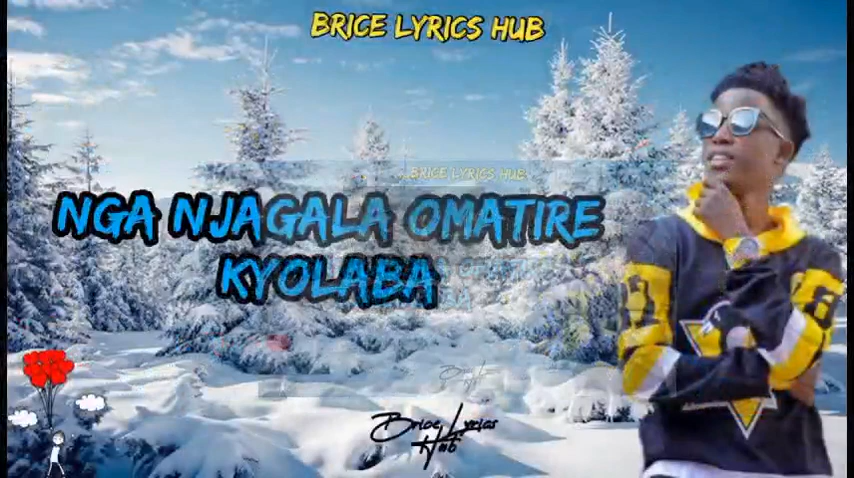 BRICE LYRICS HUB
BRICE LYRICS HUB
NGA NJAGALA OMATIRE
KYOLABA
Brice Lyrics
Hub